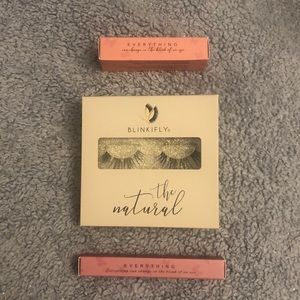 EVERYTHING
can change in the blink of an eye
BLINKIFLY®
the
natural
EVERYTHING
Everything can change in the blink of an eye